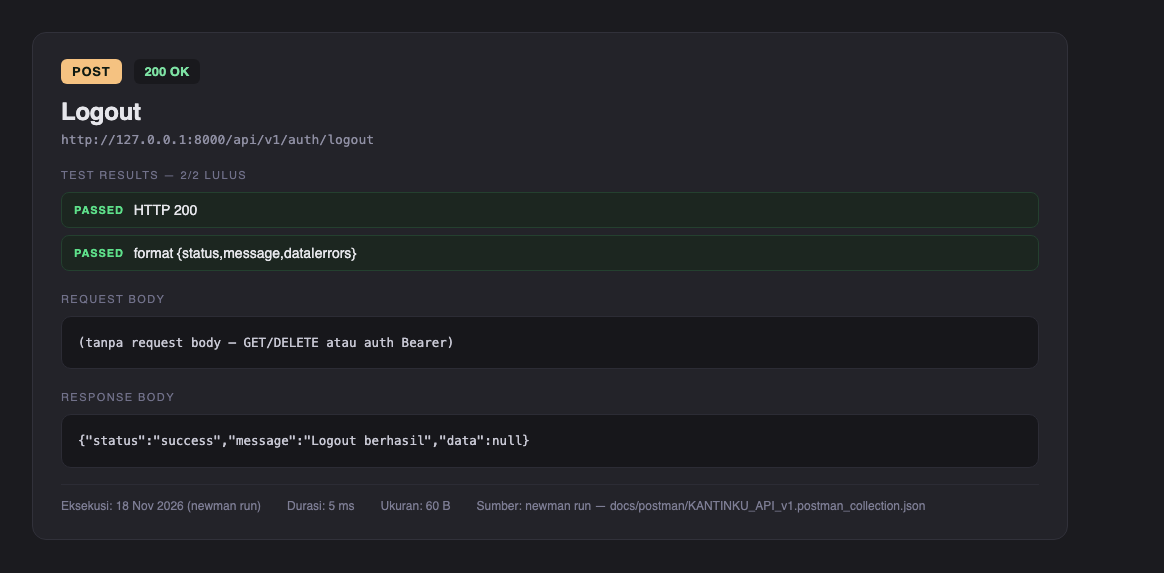 POST 200 OK
Logout
http://127.0.0.1:8000/api/v1/auth/logout
TEST RESULTS — 2/2 LULUS
PASSED HTTP 200
PASSED format {status,message,data|errors}
REQUEST BODY
(tanpa request body — GET/DELETE atau auth Bearer)
RESPONSE BODY
{"status":"success","message":"Logout berhasil","data":null}
Eksekusi: 18 Nov 2026 (newman run) Durasi: 5 ms Ukuran: 60 B Sumber: newman run — docs/postman/KANTINKU_API_v1.postman_collection.json